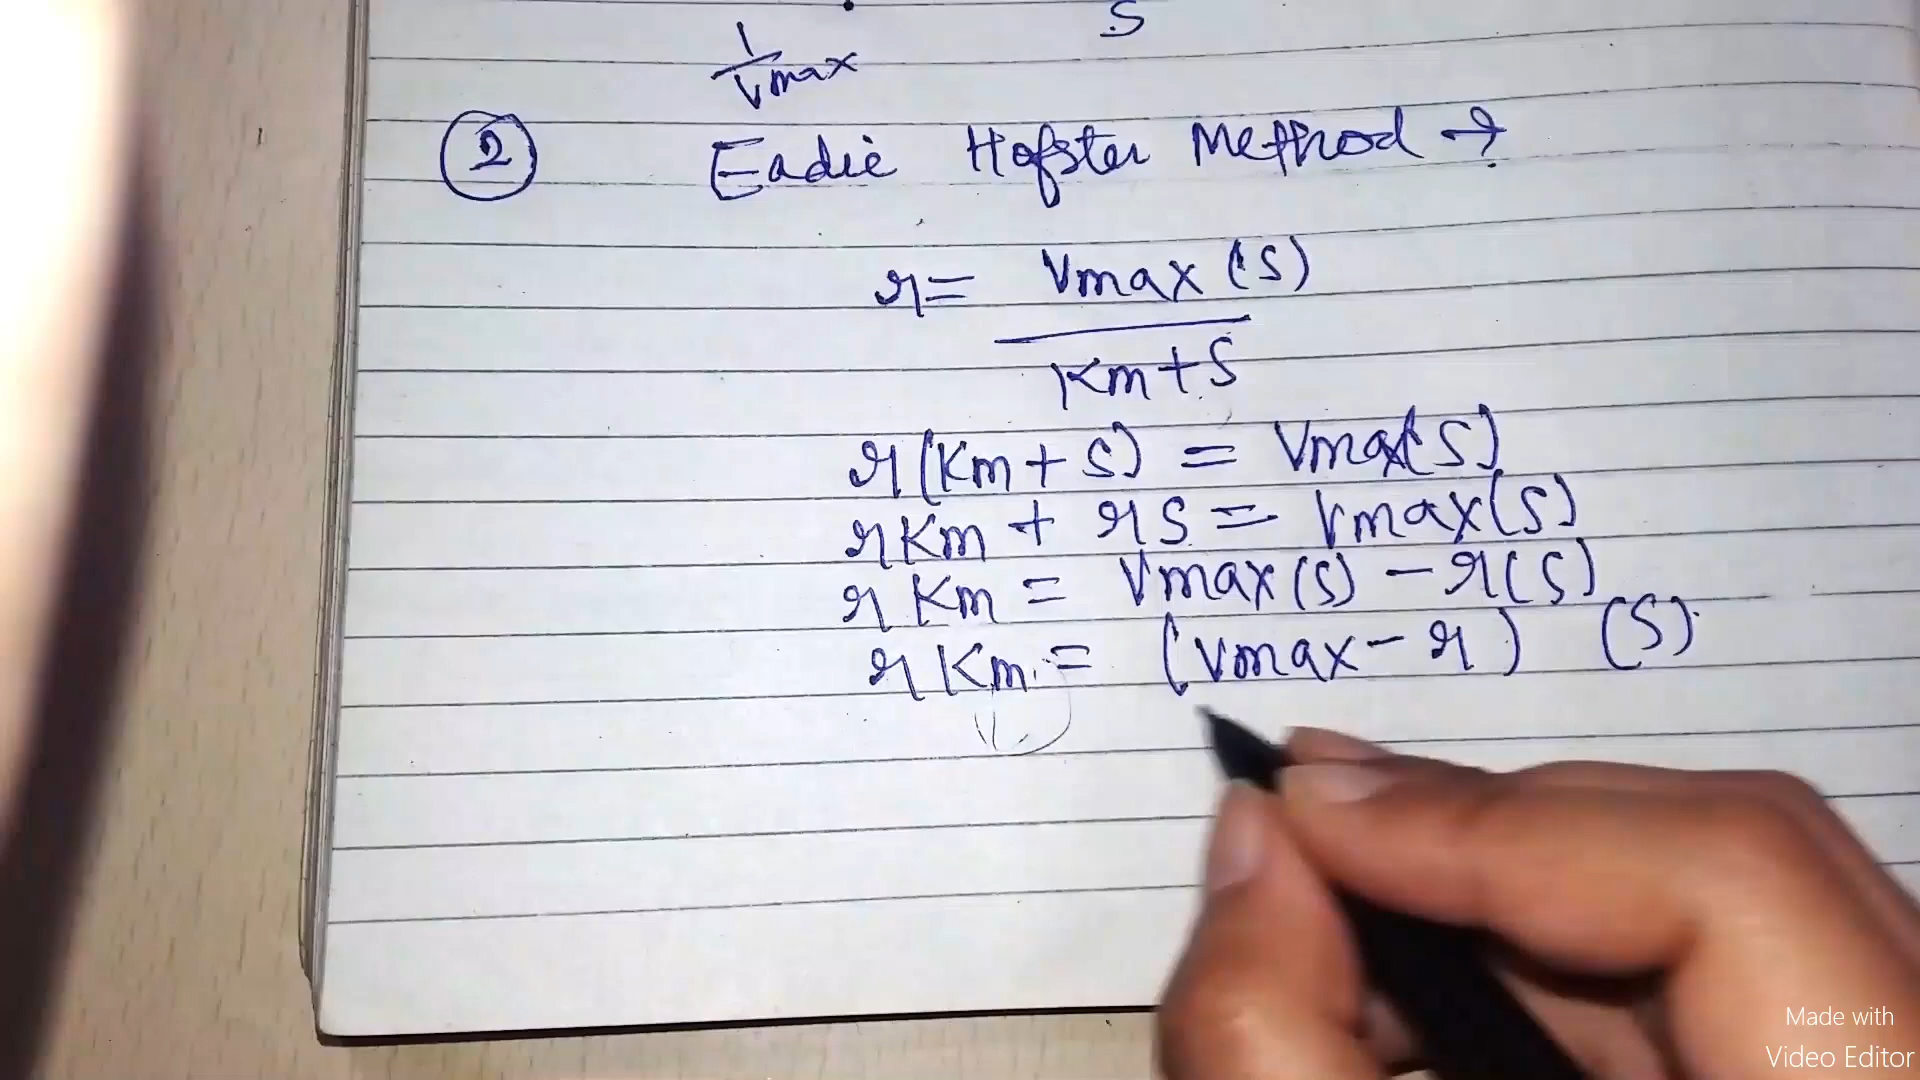 S
1/Vmax
2 Eadie Hofster Method →
r = Vmax (S) / Km+S
r(Km + S) = Vmax(S)
rKm + rS = Vmax(S)
r Km = Vmax (S) - r(S)
r Km = (Vmax - r) (S)
Made with
Video Editor